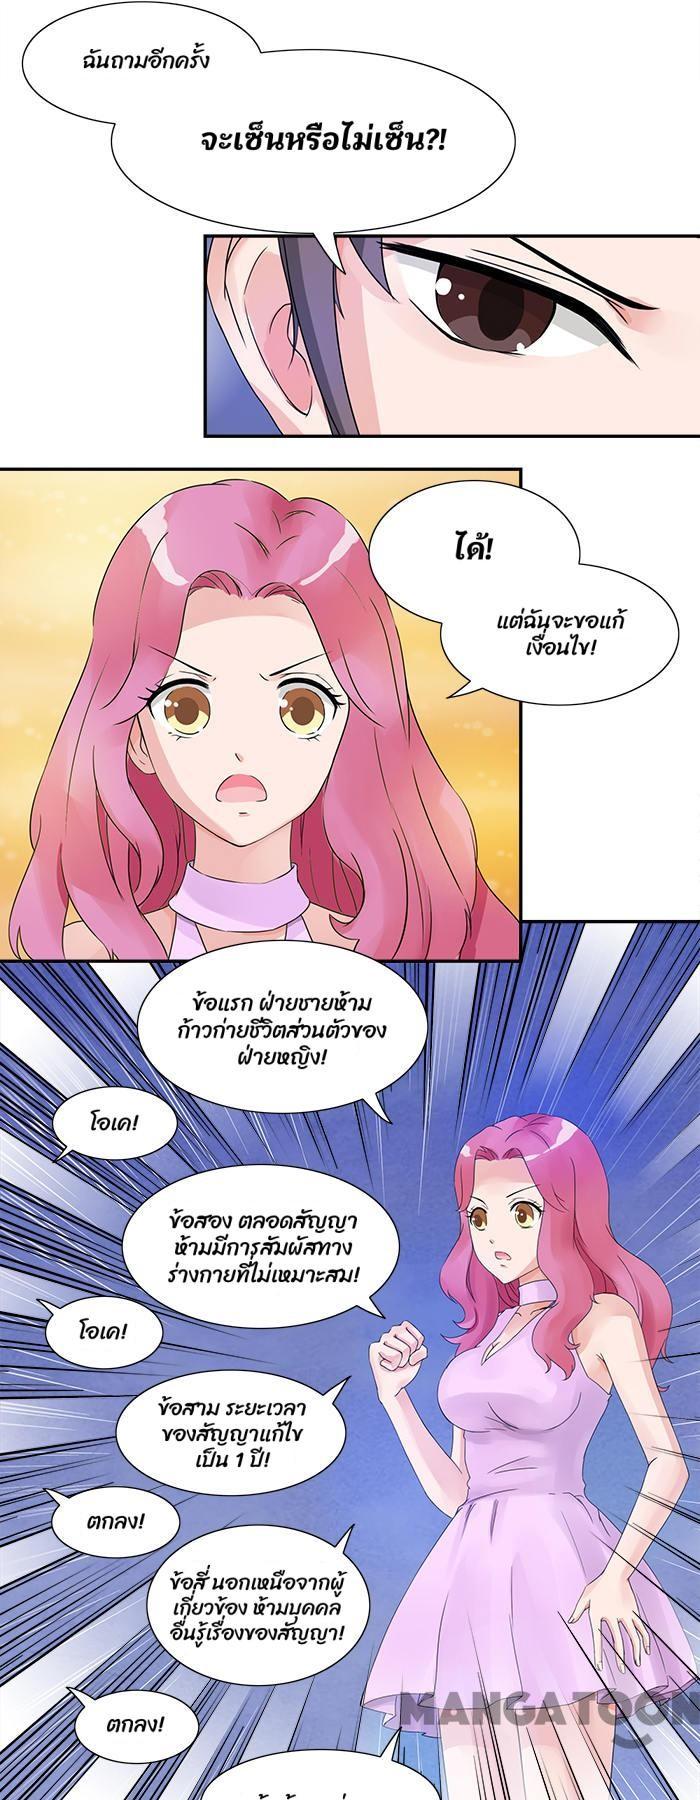 ฉันถามอีกครั้ง
จะเซ็นหรือไม่เซ็น?!
ได้!
แต่ฉันจะขอแก้
เงื่อนไข!
ข้อแรก ฝ่ายชายห้าม
ก้าวก่ายชีวิตส่วนตัวของ
ฝ่ายหญิง!
โอเค!
ข้อสอง ตลอดสัญญา
ห้ามมีการสัมผัสทาง
ร่างกายที่ไม่เหมาะสม!
โอเค!
ข้อสาม ระยะเวลา
ของสัญญาแก้ไข
เป็น 1 ปี!
ตกลง!
ข้อสี่ นอกเหนือจากผู้
เกี่ยวข้อง ห้ามบุคคล
อื่นรู้เรื่องของสัญญา!
ตกลง!
MANGATOON